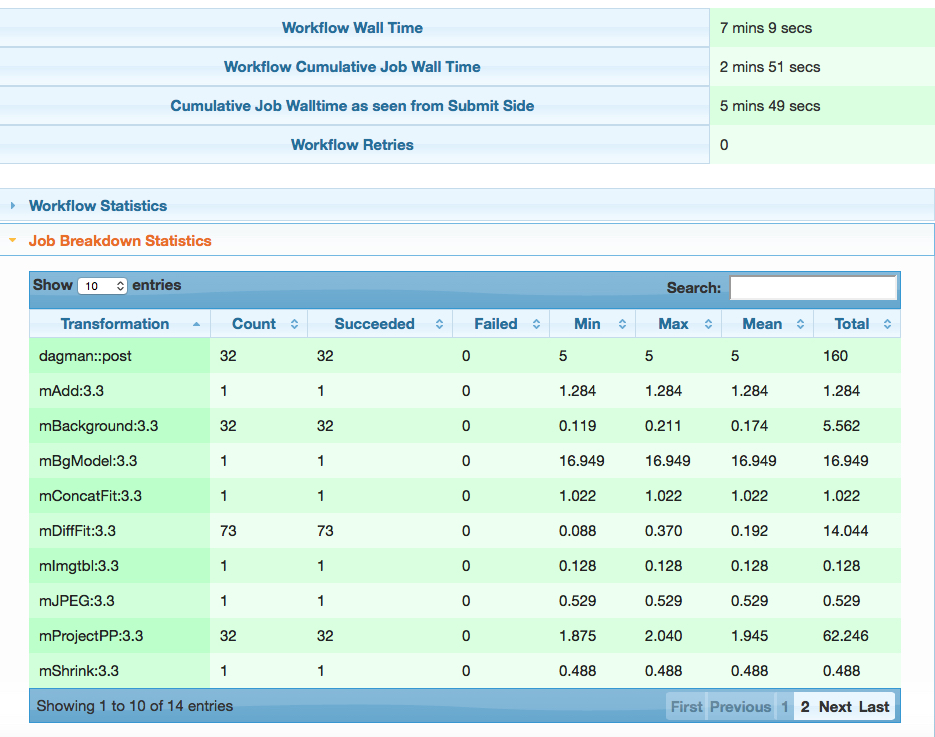 Workflow Wall Time 7 mins 9 secs
Workflow Cumulative Job Wall Time 2 mins 51 secs
Cumulative Job Walltime as seen from Submit Side 5 mins 49 secs
Workflow Retries 0
Workflow Statistics
Job Breakdown Statistics
Show 10 entries Search:
Transformation Count Succeeded Failed Min Max Mean Total
dagman::post 32 32 0 5 5 5 160
mAdd:3.3 1 1 0 1.284 1.284 1.284 1.284
mBackground:3.3 32 32 0 0.119 0.211 0.174 5.562
mBgModel:3.3 1 1 0 16.949 16.949 16.949 16.949
mConcatFit:3.3 1 1 0 1.022 1.022 1.022 1.022
mDiffFit:3.3 73 73 0 0.088 0.370 0.192 14.044
mImgtbl:3.3 1 1 0 0.128 0.128 0.128 0.128
mJPEG:3.3 1 1 0 0.529 0.529 0.529 0.529
mProjectPP:3.3 32 32 0 1.875 2.040 1.945 62.246
mShrink:3.3 1 1 0 0.488 0.488 0.488 0.488
Showing 1 to 10 of 14 entries First Previous 1 2 Next Last